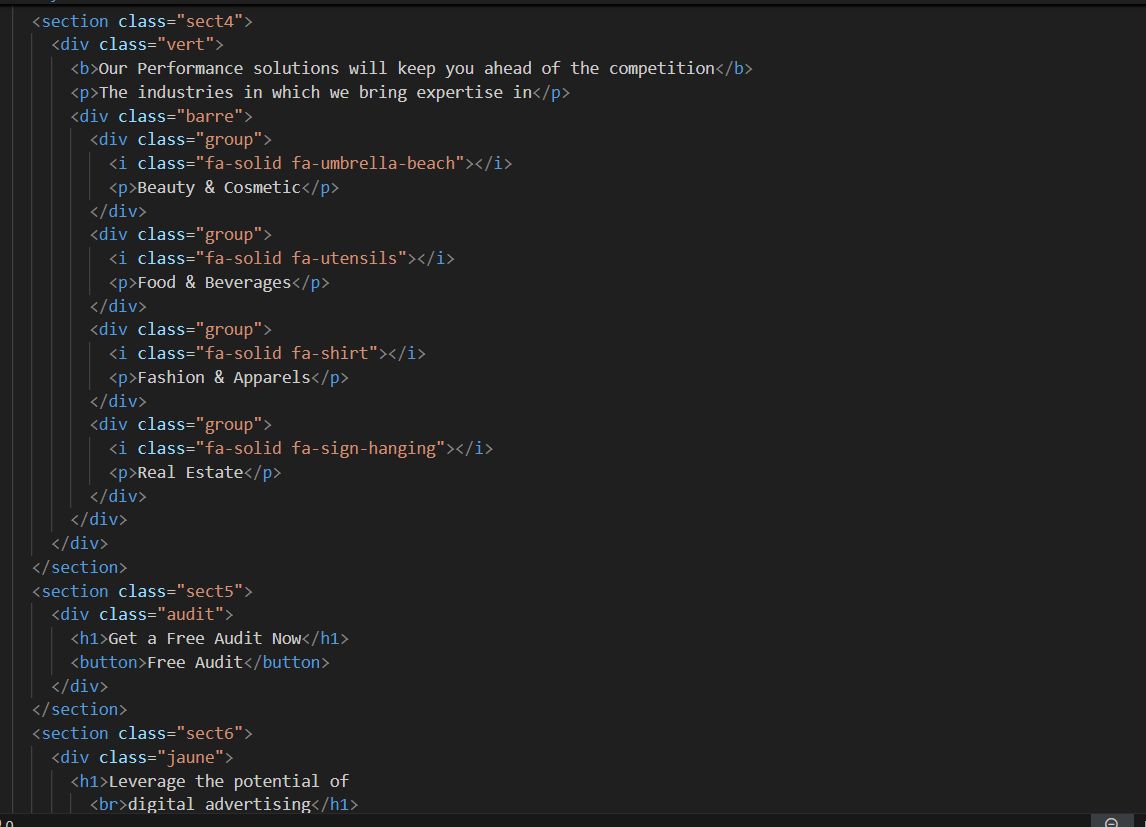 <section class="sect4">
<div class="vert">
<b>Our Performance solutions will keep you ahead of the competition</b>
<p>The industries in which we bring expertise in</p>
<div class="barre">
<div class="group">
<i class="fa-solid fa-umbrella-beach"></i>
<p>Beauty & Cosmetic</p>
</div>
<div class="group">
<i class="fa-solid fa-utensils"></i>
<p>Food & Beverages</p>
</div>
<div class="group">
<i class="fa-solid fa-shirt"></i>
<p>Fashion & Apparels</p>
</div>
<div class="group">
<i class="fa-solid fa-sign-hanging"></i>
<p>Real Estate</p>
</div>
</div>
</div>
</section>
<section class="sect5">
<div class="audit">
<h1>Get a Free Audit Now</h1>
<button>Free Audit</button>
</div>
</section>
<section class="sect6">
<div class="jaune">
<h1>Leverage the potential of
<br>digital advertising</h1>